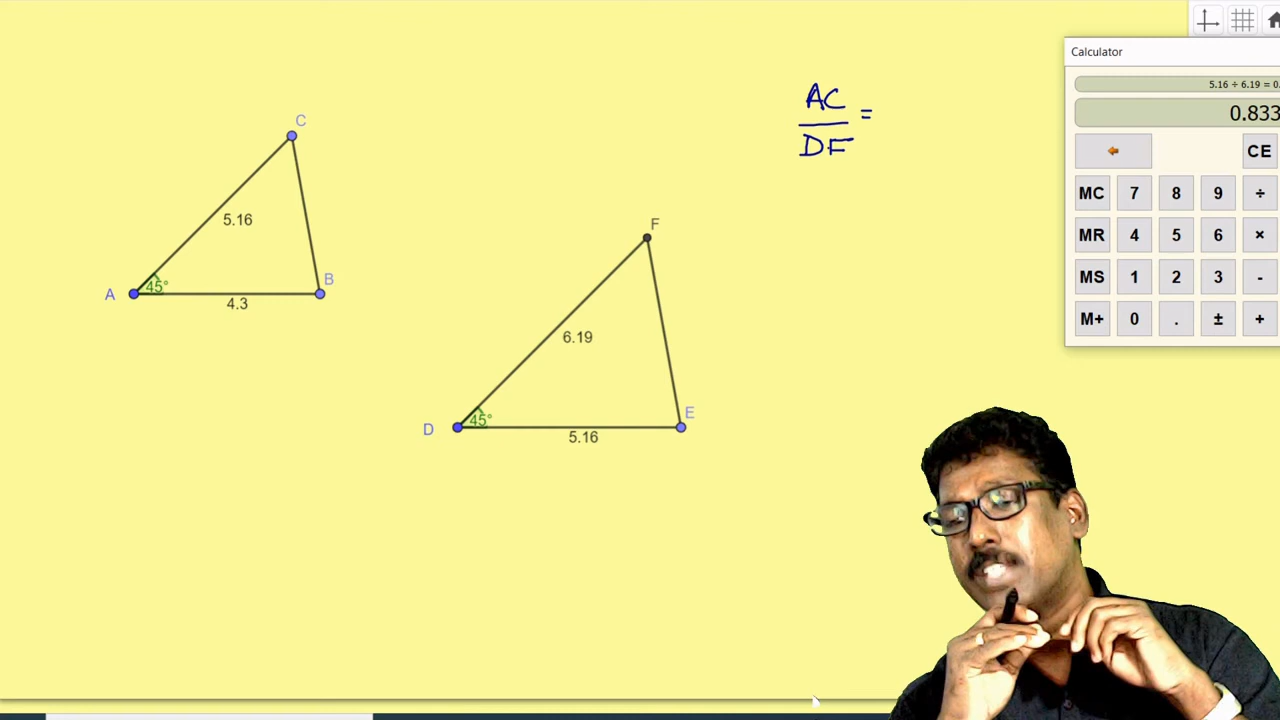 AC
DF
=
Calculator
5.16 ÷ 6.19 = 0.
0.833
CE
MC 7 8 9 ÷
MR 4 5 6 ×
MS 1 2 3 -
M+ 0 . ± +
C
5.16
A 45° B
4.3
F
6.19
D 45° E
5.16